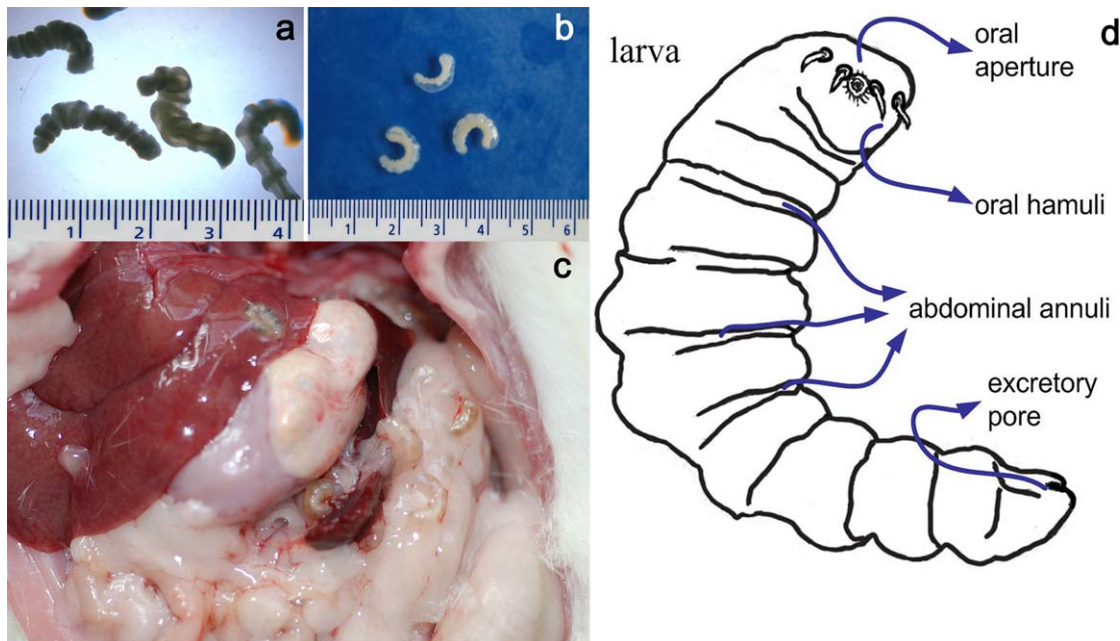 a
1 2 3 4
b
1 2 3 4 5 6
c
larva
d
oral
aperture
oral hamuli
abdominal annuli
excretory
pore